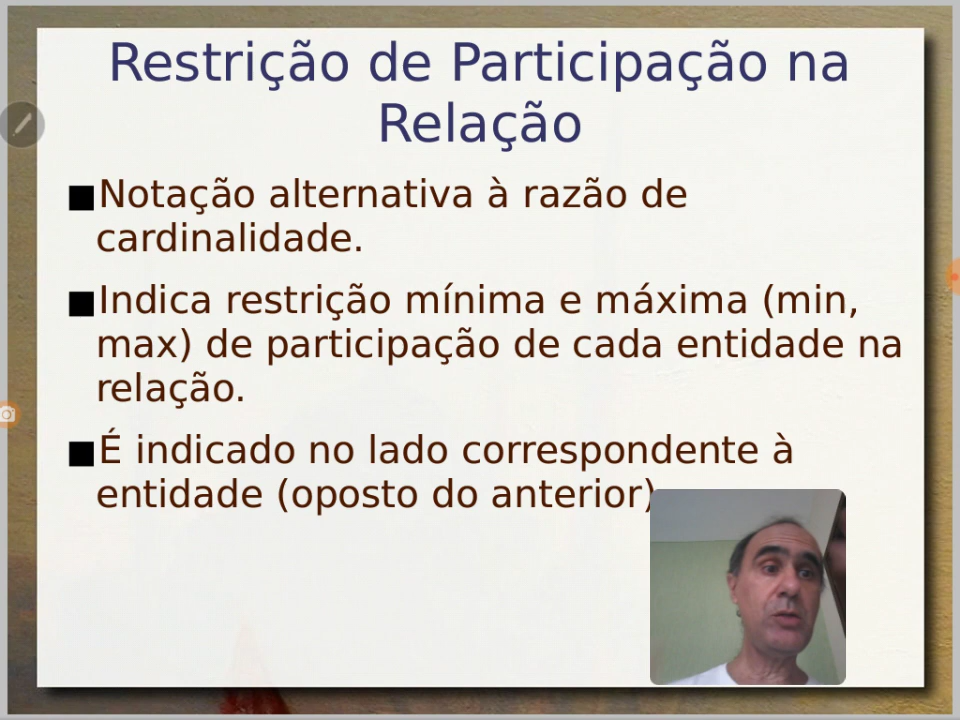 Restrição de Participação na
Relação
■Notação alternativa à razão de
cardinalidade.
■Indica restrição mínima e máxima (min,
max) de participação de cada entidade na
relação.
■É indicado no lado correspondente à
entidade (oposto do anterior)